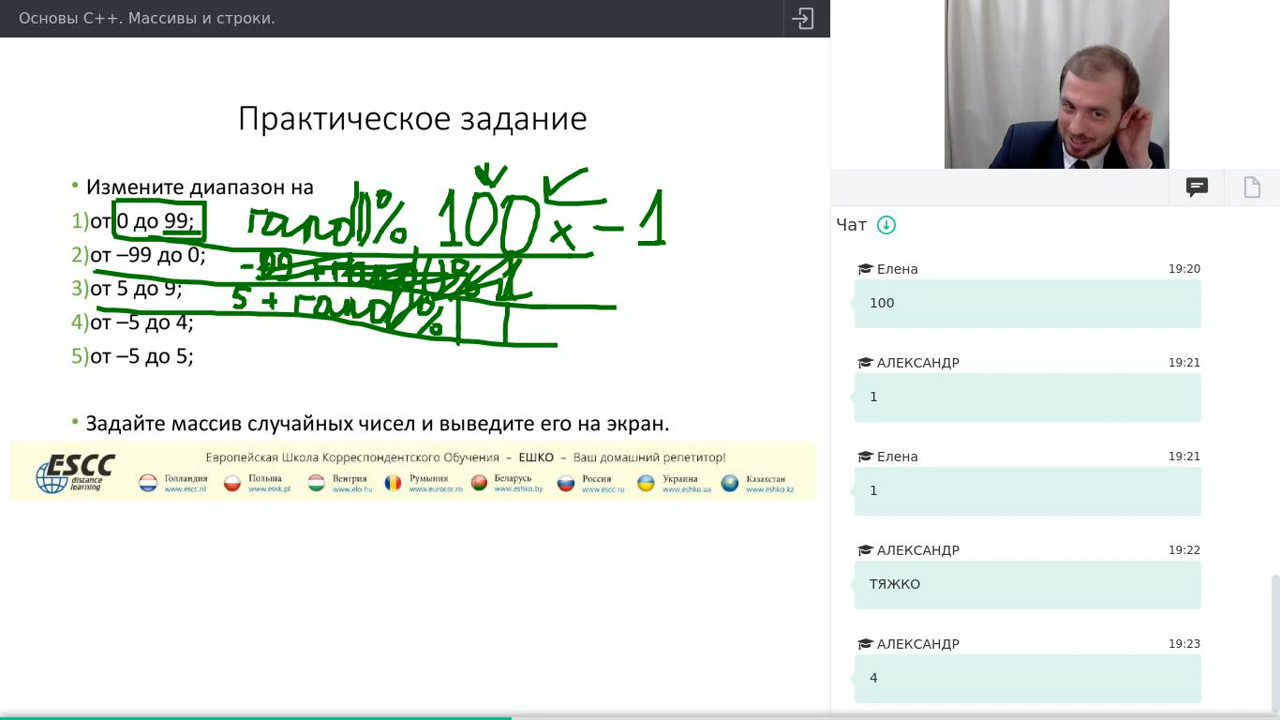 Основы С++. Массивы и строки.
Практическое задание
• Измените диапазон на
1) от 0 до 99; rand()% 100 x - 1
2) от –99 до 0;
3) от 5 до 9; 5 + rand()%
4) от –5 до 4;
5) от –5 до 5;
• Задайте массив случайных чисел и выведите его на экран.
ESCC distance learning
Европейская Школа Корреспондентского Обучения – ЕШКО – Ваш домашний репетитор!
Голландия www.escc.nl
Польша www.eskk.pl
Венгрия www.eko.hu
Румыния www.eurocor.ro
Беларусь www.eshko.by
Россия www.escc.ru
Украина www.eshko.ua
Казахстан www.eshko.kz
Чат
Елена 19:20
100
АЛЕКСАНДР 19:21
1
Елена 19:21
1
АЛЕКСАНДР 19:22
ТЯЖКО
АЛЕКСАНДР 19:23
4